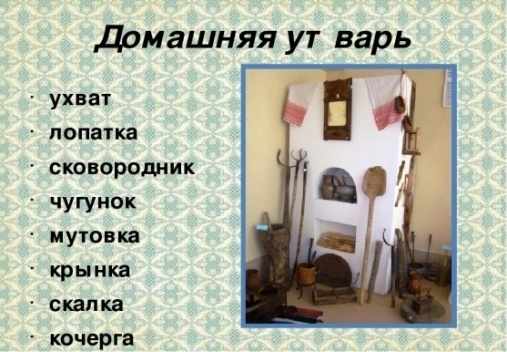 Домашняя ут варь
· ухват
· лопатка
· сковородник
· чугунок
· мутовка
· крынка
· скалка
· кочерга